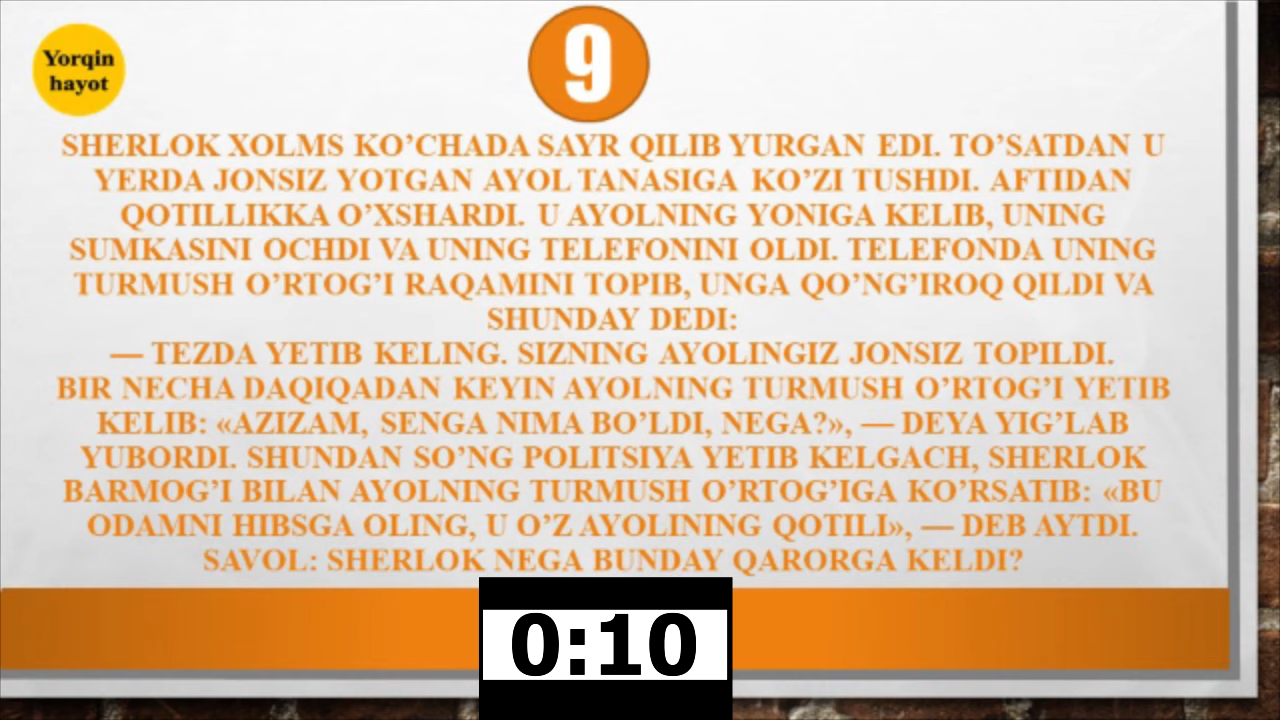 Yorqin
hayot
9
SHERLOK XOLMS KO’CHADA SAYR QILIB YURGAN EDI. TO’SATDAN U
YERDA JONSIZ YOTGAN AYOL TANASIGA KO’ZI TUSHDI. AFTIDAN
QOTILLIKKA O’XSHARDI. U AYOLNING YONIGA KELIB, UNING
SUMKASINI OCHDI VA UNING TELEFONINI OLDI. TELEFONDA UNING
TURMUSH O’RTOG’I RAQAMINI TOPIB, UNGA QO’NG’IROQ QILDI VA
SHUNDAY DEDI:
— TEZDA YETIB KELING. SIZNING AYOLINGIZ JONSIZ TOPILDI.
BIR NECHA DAQIQADAN KEYIN AYOLNING TURMUSH O’RTOG’I YETIB
KELIB: «AZIZAM, SENGA NIMA BO’LDI, NEGA?», — DEYA YIG’LAB
YUBORDI. SHUNDAN SO’NG POLITSIYA YETIB KELGACH, SHERLOK
BARMOG’I BILAN AYOLNING TURMUSH O’RTOG’IGA KO’RSATIB: «BU
ODAMNI HIBSGA OLING, U O’Z AYOLINING QOTILI», — DEB AYTDI.
SAVOL: SHERLOK NEGA BUNDAY QARORGA KELDI?
0:10